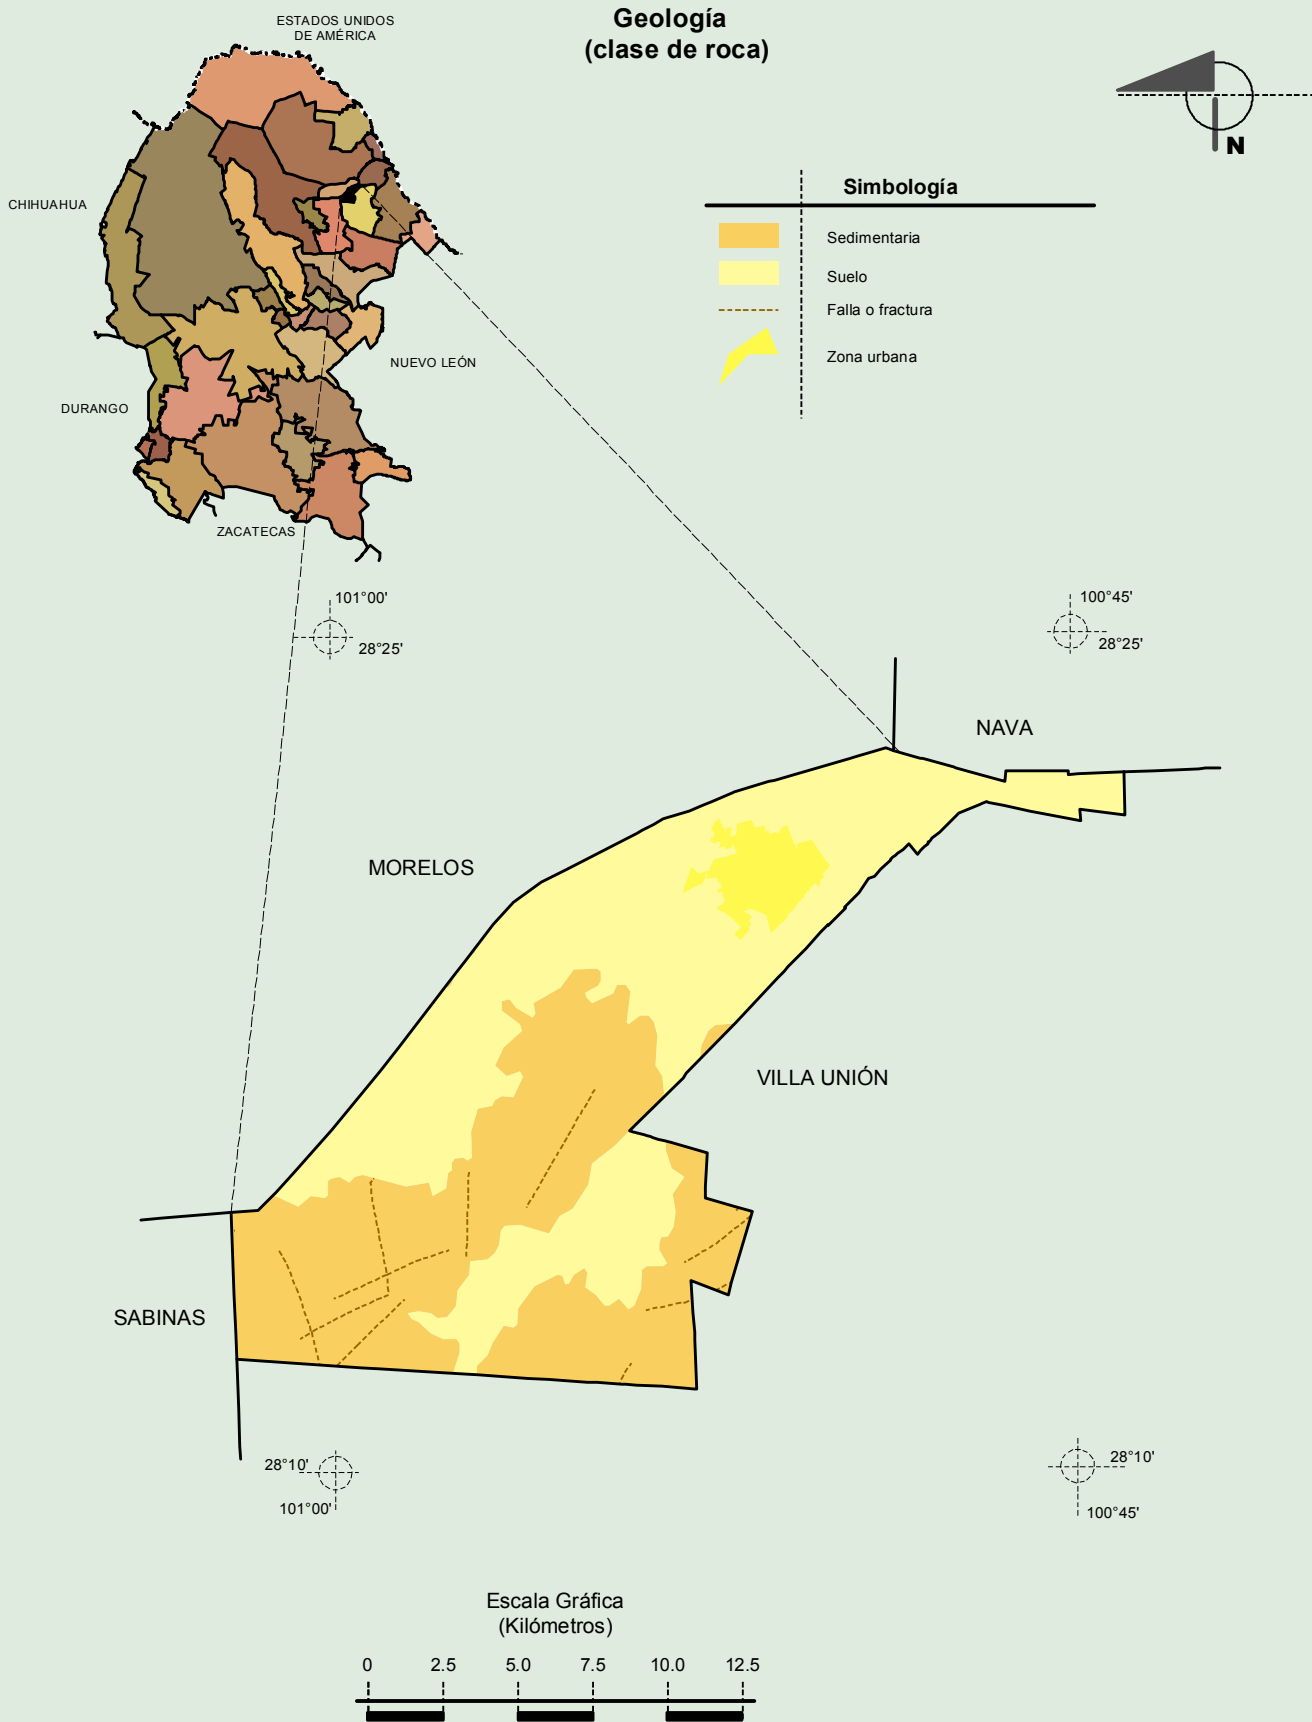 Geología
(clase de roca)
ESTADOS UNIDOS
DE AMÉRICA
N
CHIHUAHUA
NUEVO LEÓN
DURANGO
ZACATECAS
Simbología
Sedimentaria
Suelo
Falla o fractura
Zona urbana
101°00'
28°25'
100°45'
28°25'
NAVA
MORELOS
VILLA UNIÓN
SABINAS
28°10'
101°00'
28°10'
100°45'
Escala Gráfica
(Kilómetros)
0 2.5 5.0 7.5 10.0 12.5